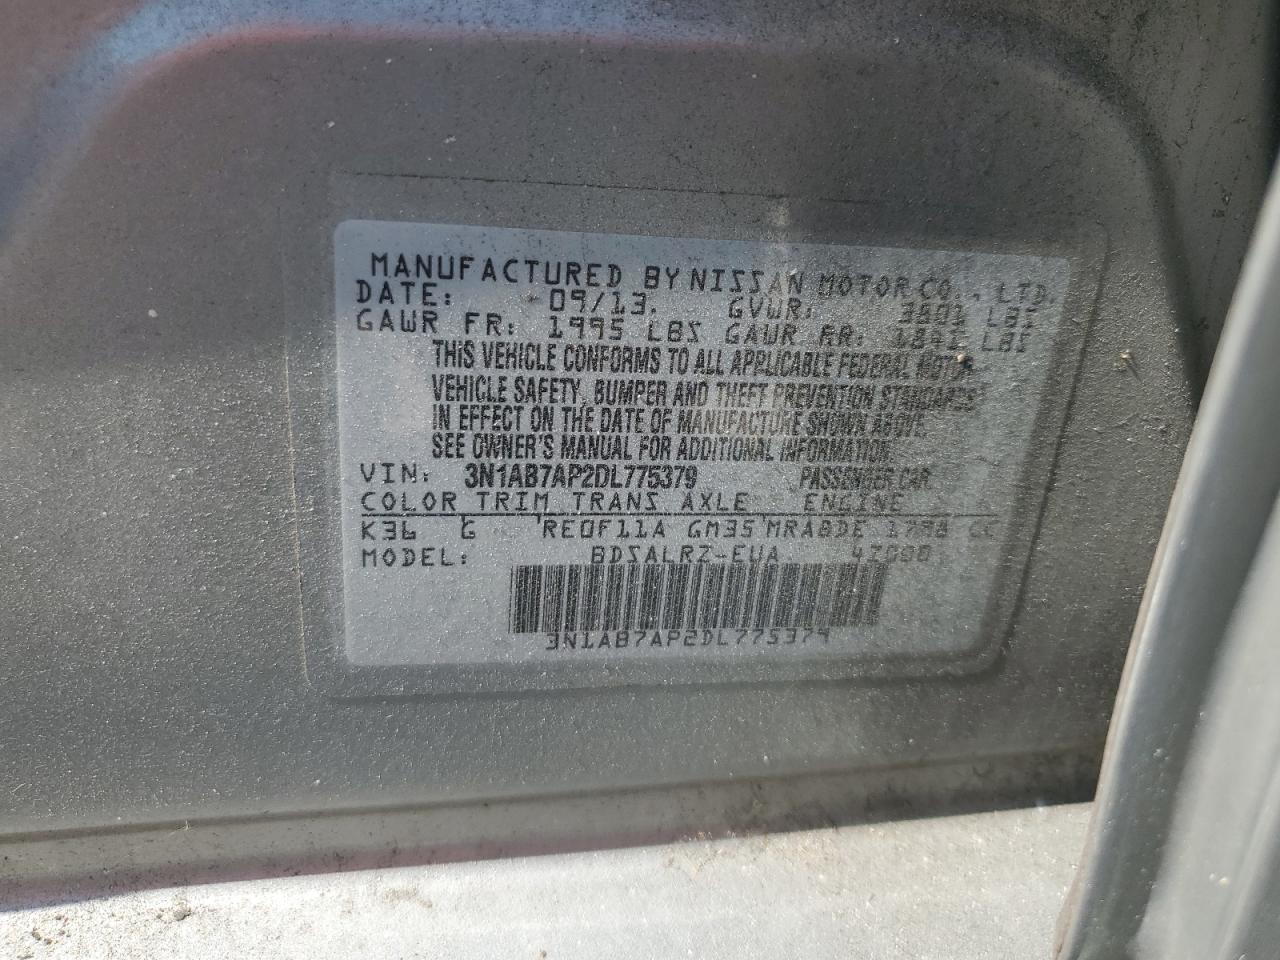 MANUFACTURED BY NISSAN MOTOR CO., LTD.
DATE: 09/13. GVWR: 3801 LBS
GAWR FR: 1995 LBS GAWR RR: 1841 LBS
THIS VEHICLE CONFORMS TO ALL APPLICABLE FEDERAL MOTOR
VEHICLE SAFETY, BUMPER AND THEFT PREVENTION STANDARDS
IN EFFECT ON THE DATE OF MANUFACTURE SHOWN ABOVE.
SEE OWNER'S MANUAL FOR ADDITIONAL INFORMATION.
VIN: 3N1AB7AP2DL775379 PASSENGER CAR
COLOR TRIM TRANS AXLE ENGINE
K36 G RE0F11A GM35 MRA8DE 1798 CC
MODEL: BDSALRZ-EUA 4Z000
3N1AB7AP2DL775379